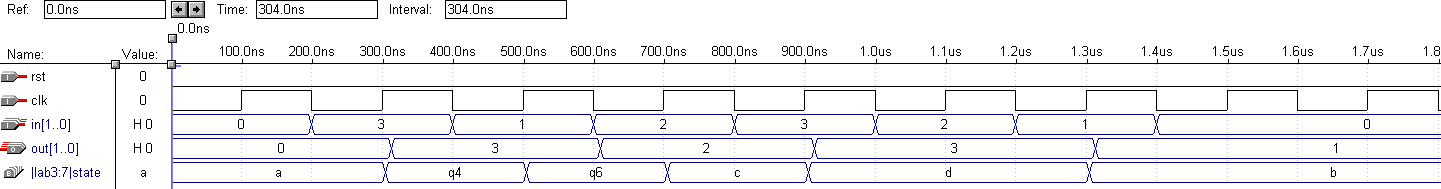 Ref: 0.0ns Time: 304.0ns Interval: 304.0ns
0.0ns
Name: Value: 100.0ns 200.0ns 300.0ns 400.0ns 500.0ns 600.0ns 700.0ns 800.0ns 900.0ns 1.0us 1.1us 1.2us 1.3us 1.4us 1.5us 1.6us 1.7us 1.8
rst 0
clk 0
in[1..0] H 0 0 3 1 2 3 2 1 0
out[1..0] H 0 0 3 2 3 1
|lab3:7|state a a q4 q6 c d b